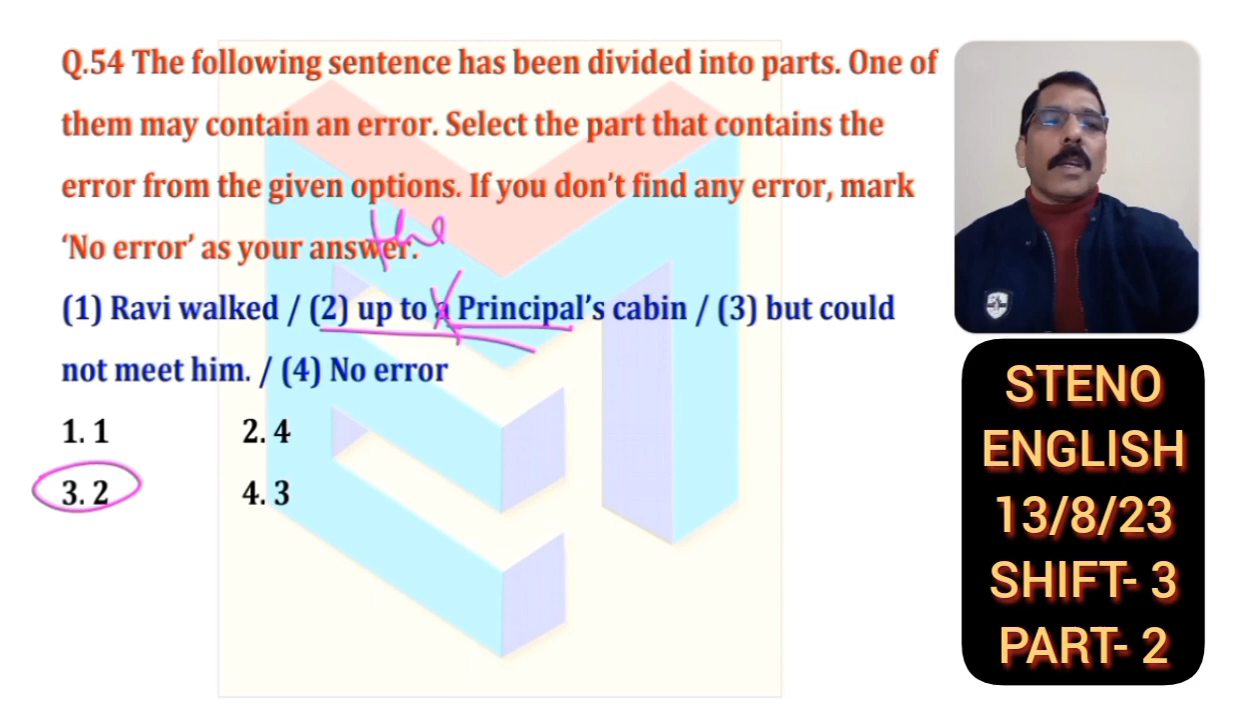 Q.54 The following sentence has been divided into parts. One of
them may contain an error. Select the part that contains the
error from the given options. If you don't find any error, mark
'No error' as your answer.
the
(1) Ravi walked / (2) up to a Principal's cabin / (3) but could
not meet him. / (4) No error
1. 1 2. 4
3. 2 4. 3
STENO
ENGLISH
13/8/23
SHIFT- 3
PART- 2